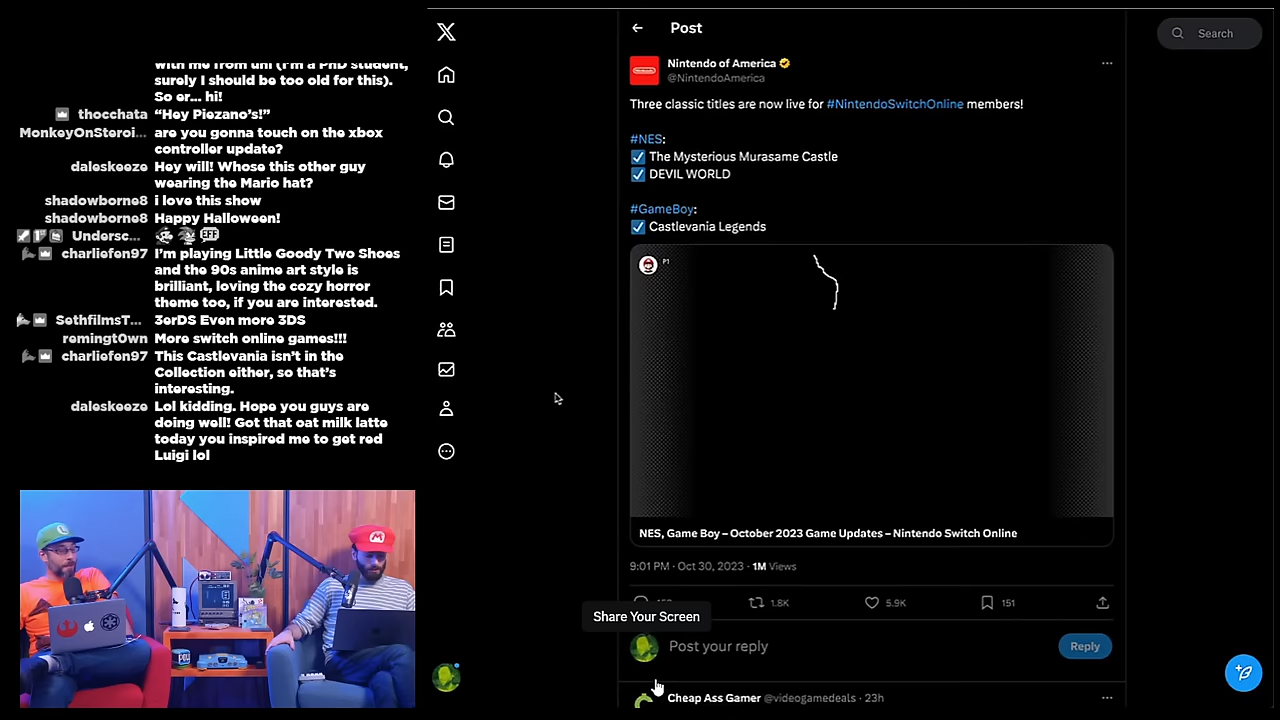 with me from uni (I'm a PhD student,
surely I should be too old for this).
So er... hi!
thocchata “Hey Piezano's!”
MonkeyOnSteroi... are you gonna touch on the xbox
controller update?
daleskeeze Hey will! Whose this other guy
wearing the Mario hat?
shadowborne8 i love this show
shadowborne8 Happy Halloween!
Undersc...
charliefen97 I'm playing Little Goody Two Shoes
and the 90s anime art style is
brilliant, loving the cozy horror
theme too, if you are interested.
SethfilmsT... 3erDS Even more 3DS
remingt0wn More switch online games!!!
charliefen97 This Castlevania isn't in the
Collection either, so that's
interesting.
daleskeeze Lol kidding. Hope you guys are
doing well! Got that oat milk latte
today you inspired me to get red
Luigi lol
Post
Search
Nintendo of America
@NintendoAmerica
Three classic titles are now live for #NintendoSwitchOnline members!
#NES:
The Mysterious Murasame Castle
DEVIL WORLD
#GameBoy:
Castlevania Legends
P1
NES, Game Boy – October 2023 Game Updates – Nintendo Switch Online
9:01 PM · Oct 30, 2023 · 1M Views
1.8K
5.9K
151
Share Your Screen
Post your reply
Reply
Cheap Ass Gamer @videogamedeals · 23h